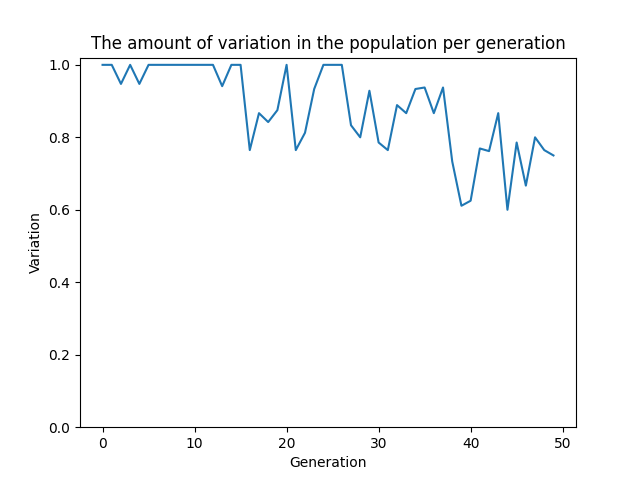 The amount of variation in the population per generation
1.0
0.8
0.6
0.4
0.2
0.0
Variation
0 10 20 30 40 50
Generation